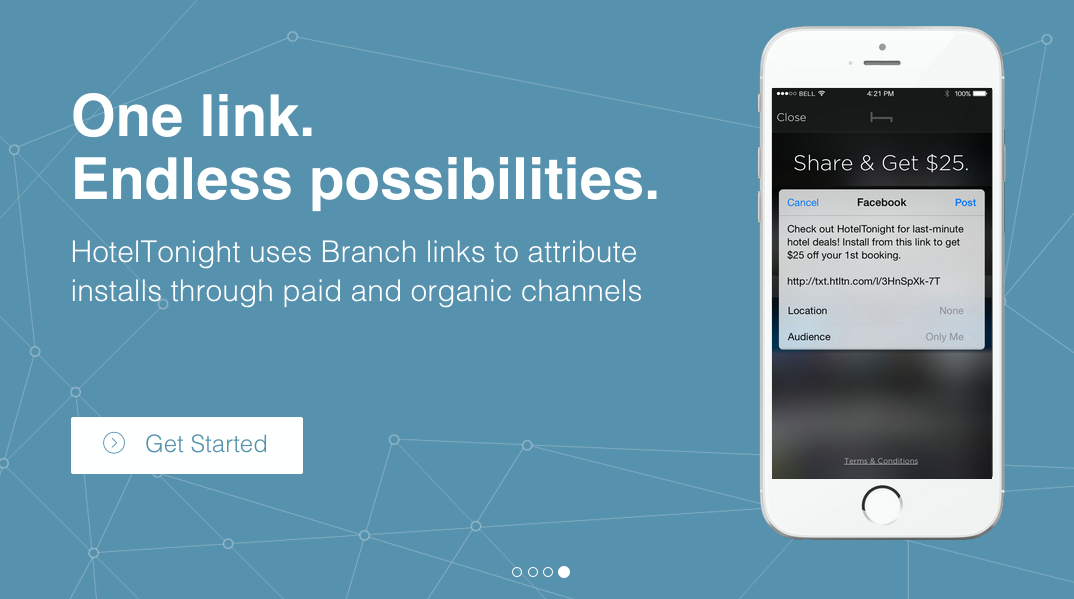 One link.
Endless possibilities.
HotelTonight uses Branch links to attribute
installs through paid and organic channels
Get Started
BELL 4:21 PM 100%
Close
Share & Get $25.
Cancel Facebook Post
Check out HotelTonight for last-minute
hotel deals! Install from this link to get
$25 off your 1st booking.
http://txt.htltn.com/l/3HnSpXk-7T
Location None
Audience Only Me
Terms & Conditions